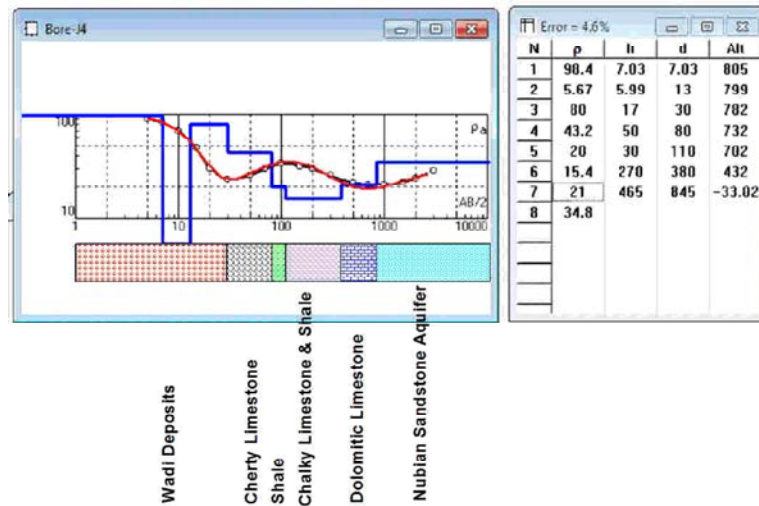 Bore-J4
100
ρa
10
AB/2
1 10 100 1000 10000
Wadi Deposits
Cherty Limestone
Shale
Chalky Limestone & Shale
Dolomitic Limestone
Nubian Sandstone Aquifer
Error = 4.6%
N ρ h d Alt
1 98.4 7.03 7.03 805
2 5.67 5.99 13 799
3 80 17 30 782
4 43.2 50 80 732
5 20 30 110 702
6 15.4 270 380 432
7 21 465 845 -33.02
8 34.8